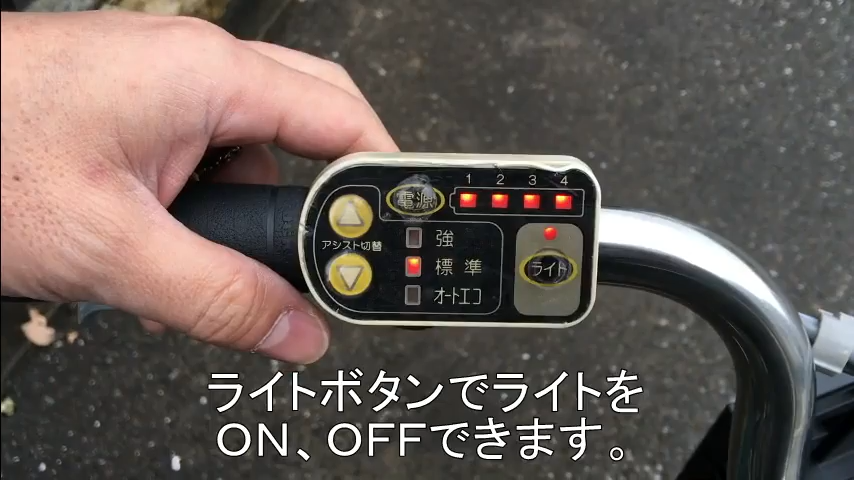 1 2 3 4
電源
アシスト切替
強
標準
オートエコ
ライト
ライトボタンでライトを
ON、OFFできます。